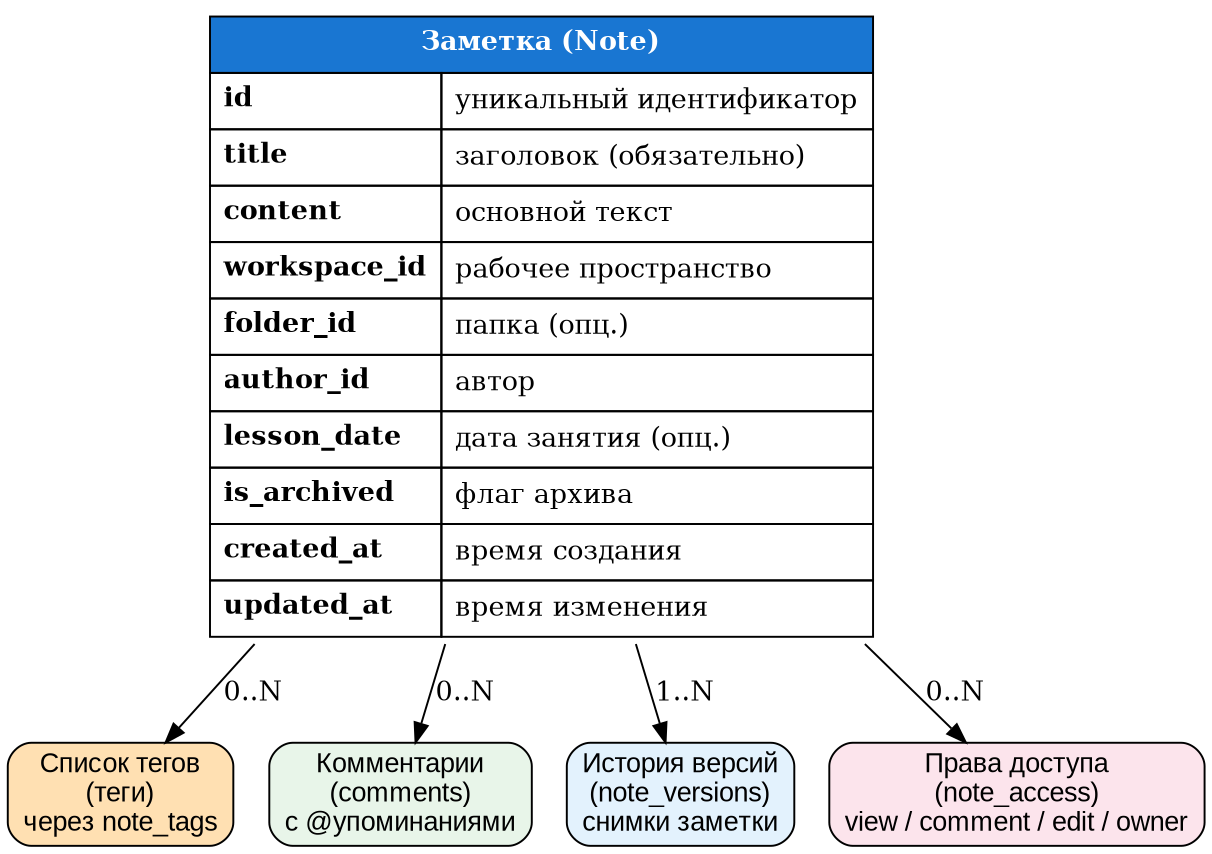 Заметка (Note)
id уникальный идентификатор
title заголовок (обязательно)
content основной текст
workspace_id рабочее пространство
folder_id папка (опц.)
author_id автор
lesson_date дата занятия (опц.)
is_archived флаг архива
created_at время создания
updated_at время изменения
0..N 0..N 1..N 0..N
Список тегов
(теги)
через note_tags
Комментарии
(comments)
с @упоминаниями
История версий
(note_versions)
снимки заметки
Права доступа
(note_access)
view / comment / edit / owner